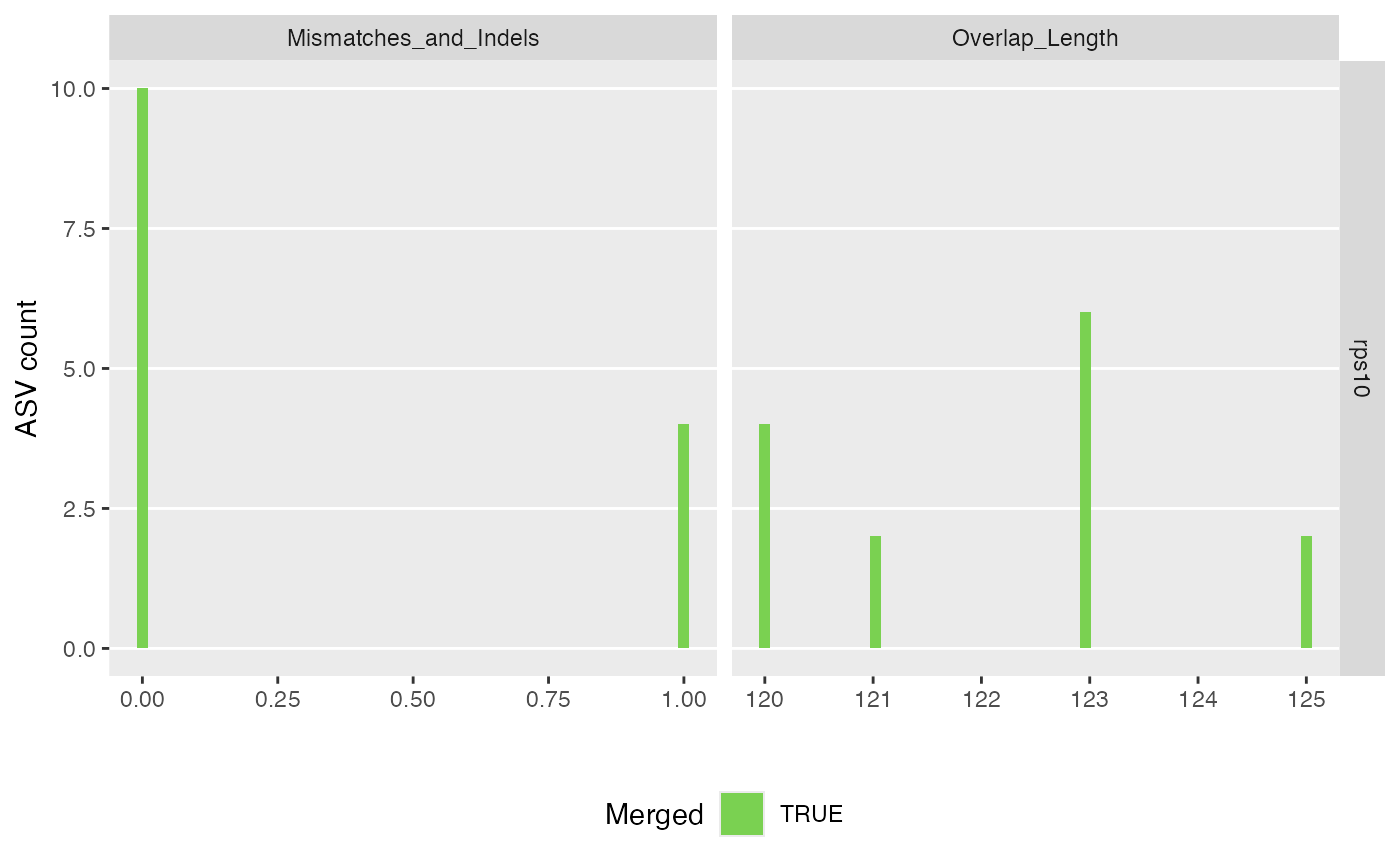 Mismatches_and_Indels
Overlap_Length
10.0
7.5
5.0
2.5
0.0
ASV count
rps10
0.00 0.25 0.50 0.75 1.00
120 121 122 123 124 125
Merged TRUE